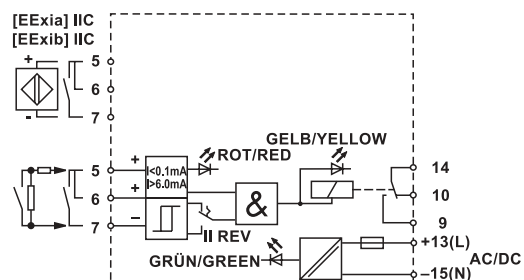 [EExia] IIC
[EExib] IIC
+ 5
6
- 7
ROT/RED
GELB/YELLOW
5 + I<0.1mA
I>6.0mA
6 +
7 –
&
II REV
GRÜN/GREEN
14
10
9
+13(L)
AC/DC
–15(N)